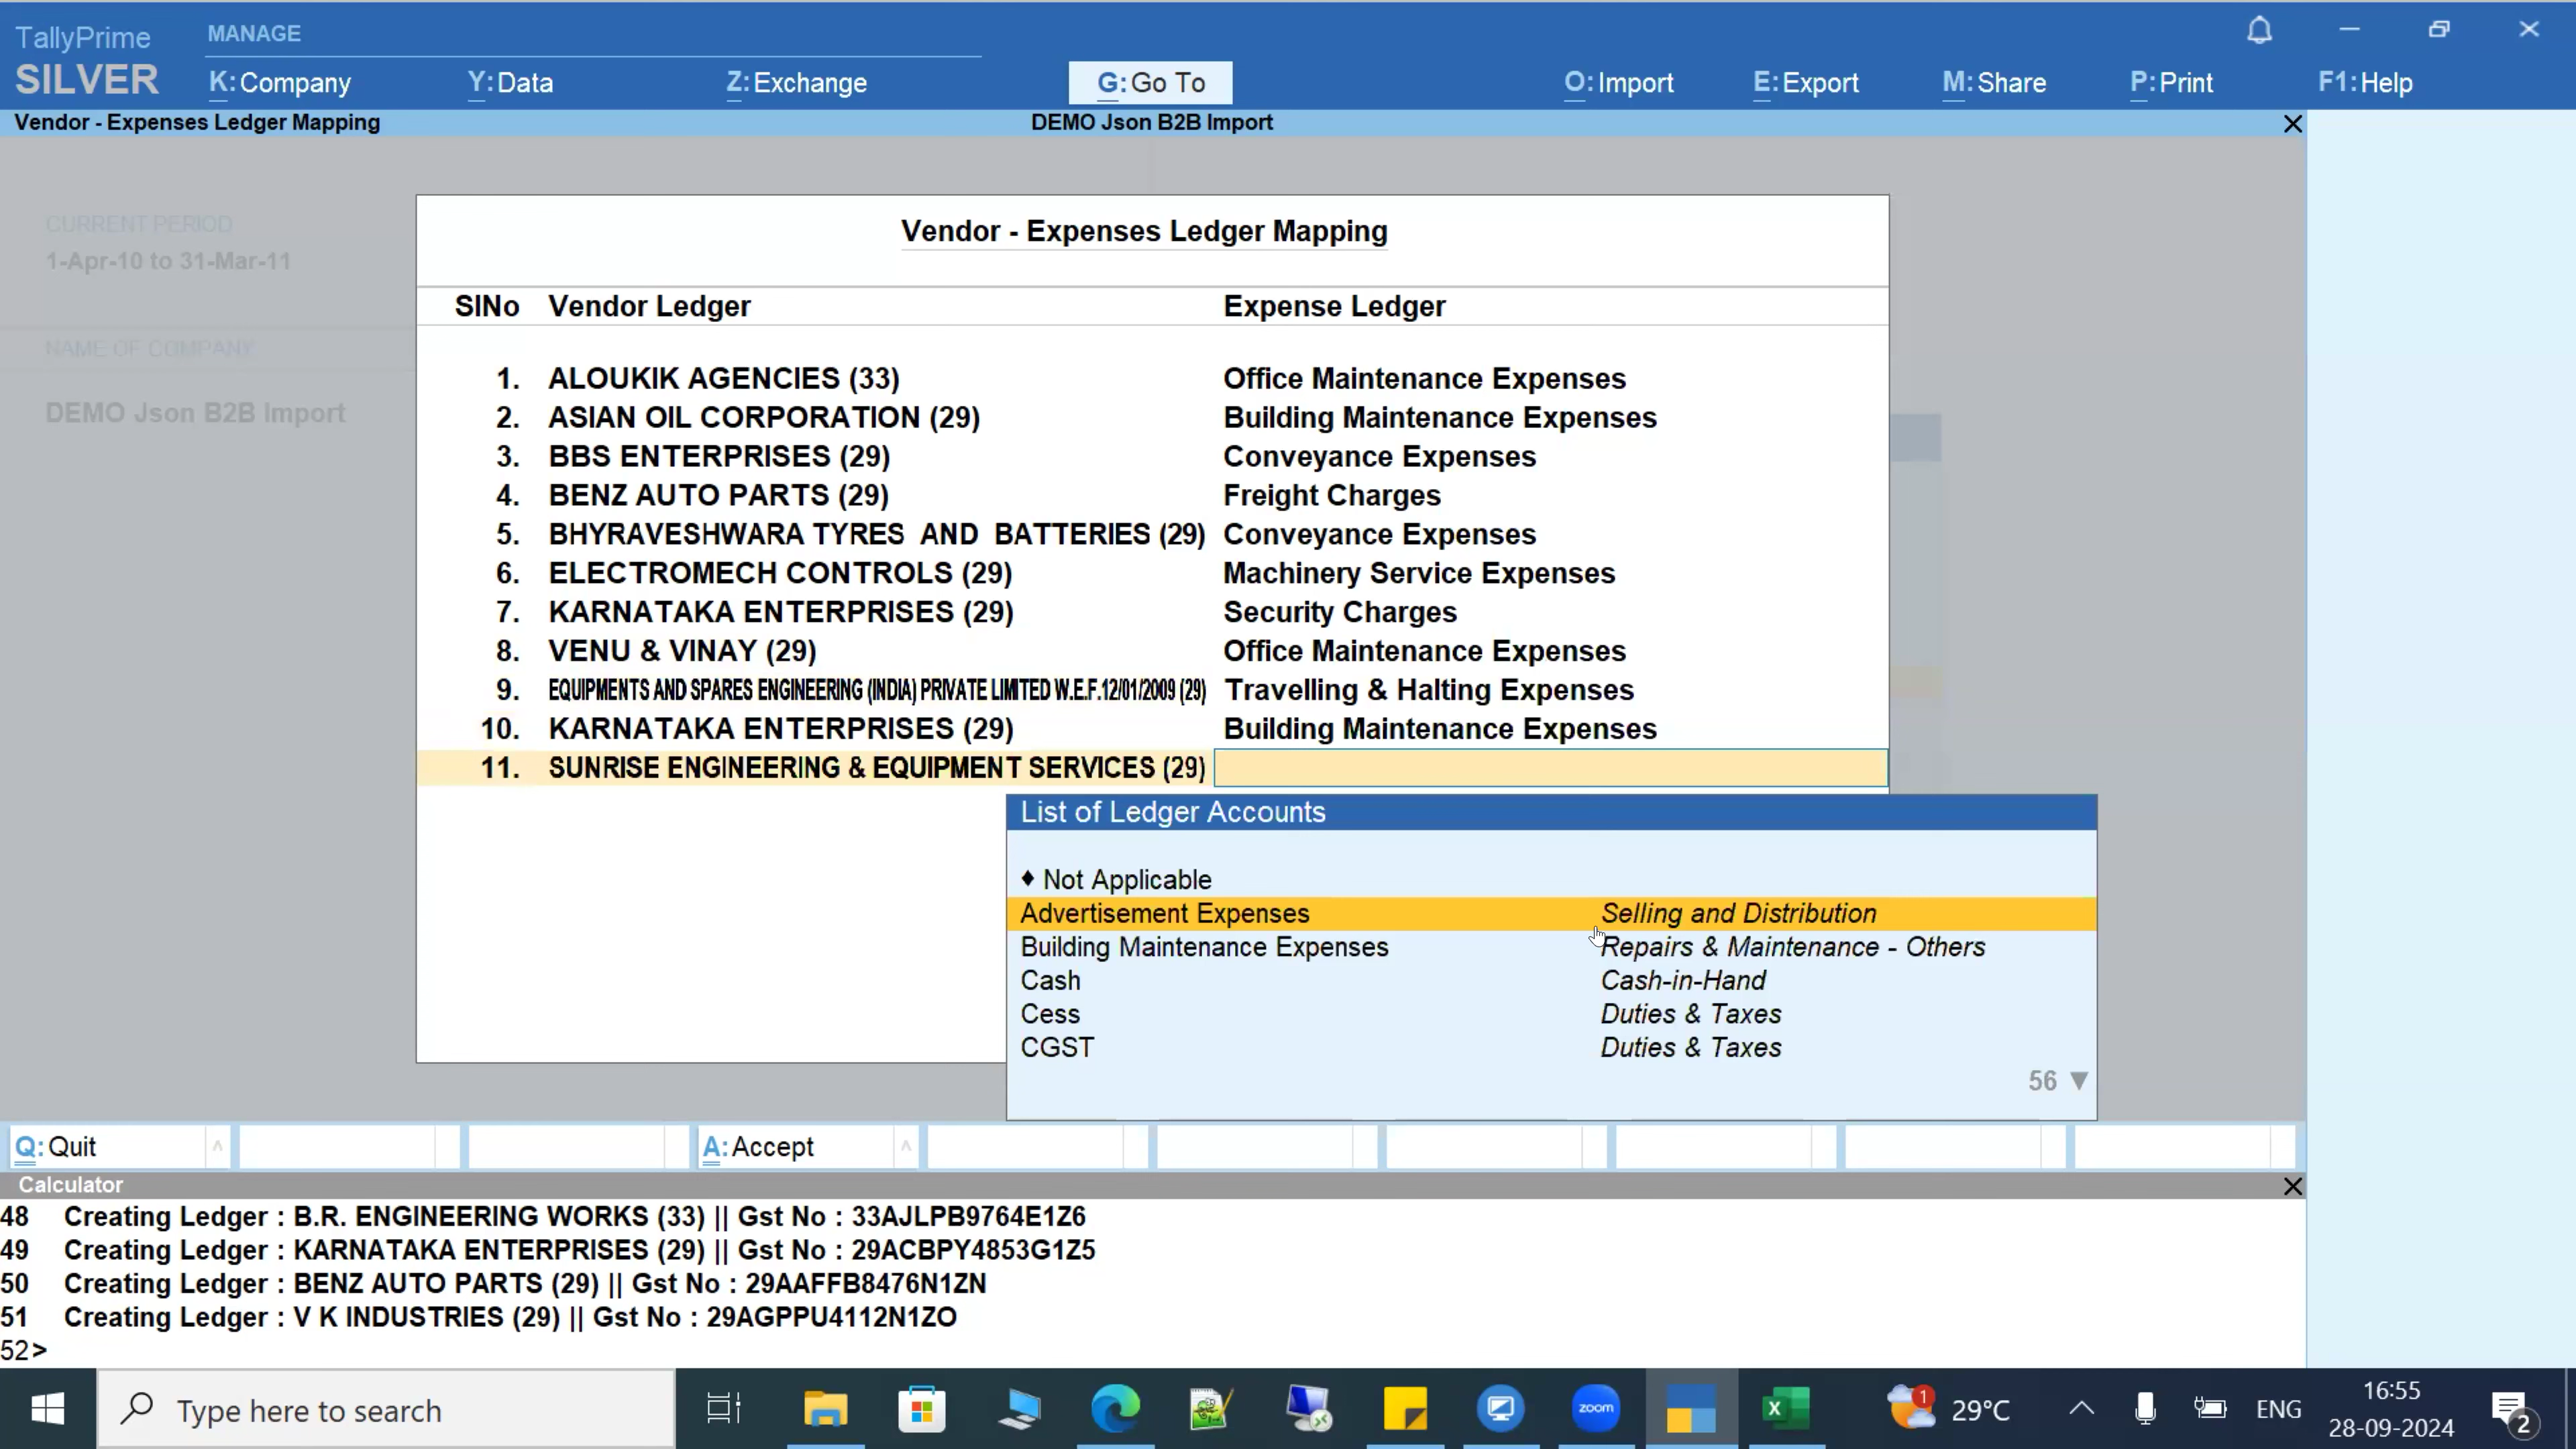 TallyPrime
SILVER
MANAGE
K: Company
Y: Data
Z: Exchange
G: Go To
O: Import
E: Export
M: Share
P: Print
F1: Help
Vendor - Expenses Ledger Mapping
DEMO Json B2B Import
CURRENT PERIOD
1-Apr-10 to 31-Mar-11
NAME OF COMPANY
DEMO Json B2B Import
Vendor - Expenses Ledger Mapping
SlNo Vendor Ledger Expense Ledger
1. ALOUKIK AGENCIES (33) Office Maintenance Expenses
2. ASIAN OIL CORPORATION (29) Building Maintenance Expenses
3. BBS ENTERPRISES (29) Conveyance Expenses
4. BENZ AUTO PARTS (29) Freight Charges
5. BHYRAVESHWARA TYRES AND BATTERIES (29) Conveyance Expenses
6. ELECTROMECH CONTROLS (29) Machinery Service Expenses
7. KARNATAKA ENTERPRISES (29) Security Charges
8. VENU & VINAY (29) Office Maintenance Expenses
9. EQUIPMENTS AND SPARES ENGINEERING (INDIA) PRIVATE LIMITED W.E.F.12/01/2009 (29) Travelling & Halting Expenses
10. KARNATAKA ENTERPRISES (29) Building Maintenance Expenses
11. SUNRISE ENGINEERING & EQUIPMENT SERVICES (29)
List of Ledger Accounts
♦ Not Applicable
Advertisement Expenses Selling and Distribution
Building Maintenance Expenses Repairs & Maintenance - Others
Cash Cash-in-Hand
Cess Duties & Taxes
CGST Duties & Taxes
56 ▼
Q: Quit
A: Accept
Calculator
48 Creating Ledger : B.R. ENGINEERING WORKS (33) || Gst No : 33AJLPB9764E1Z6
49 Creating Ledger : KARNATAKA ENTERPRISES (29) || Gst No : 29ACBPY4853G1Z5
50 Creating Ledger : BENZ AUTO PARTS (29) || Gst No : 29AAFFB8476N1ZN
51 Creating Ledger : V K INDUSTRIES (29) || Gst No : 29AGPPU4112N1ZO
52>
Type here to search
zoom
1
29°C
ENG
16:55
28-09-2024
2